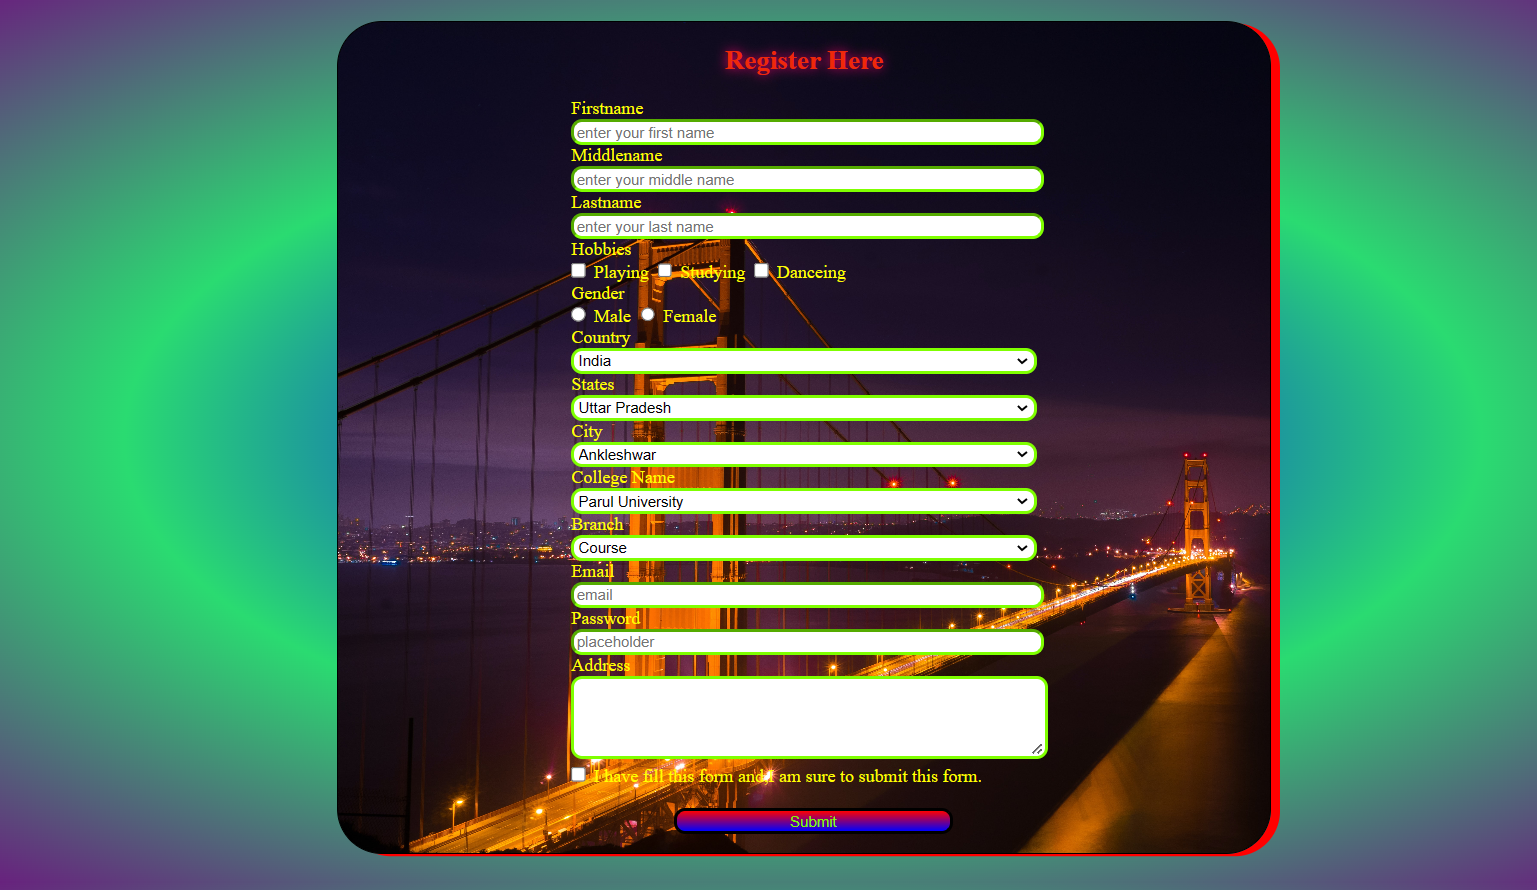 Register Here
Firstname
enter your first name
Middlename
enter your middle name
Lastname
enter your last name
Hobbies
Playing Studying Danceing
Gender
Male Female
Country
India
States
Uttar Pradesh
City
Ankleshwar
College Name
Parul University
Branch
Course
Email
email
Password
placeholder
Address
I have fill this form and I am sure to submit this form.
Submit